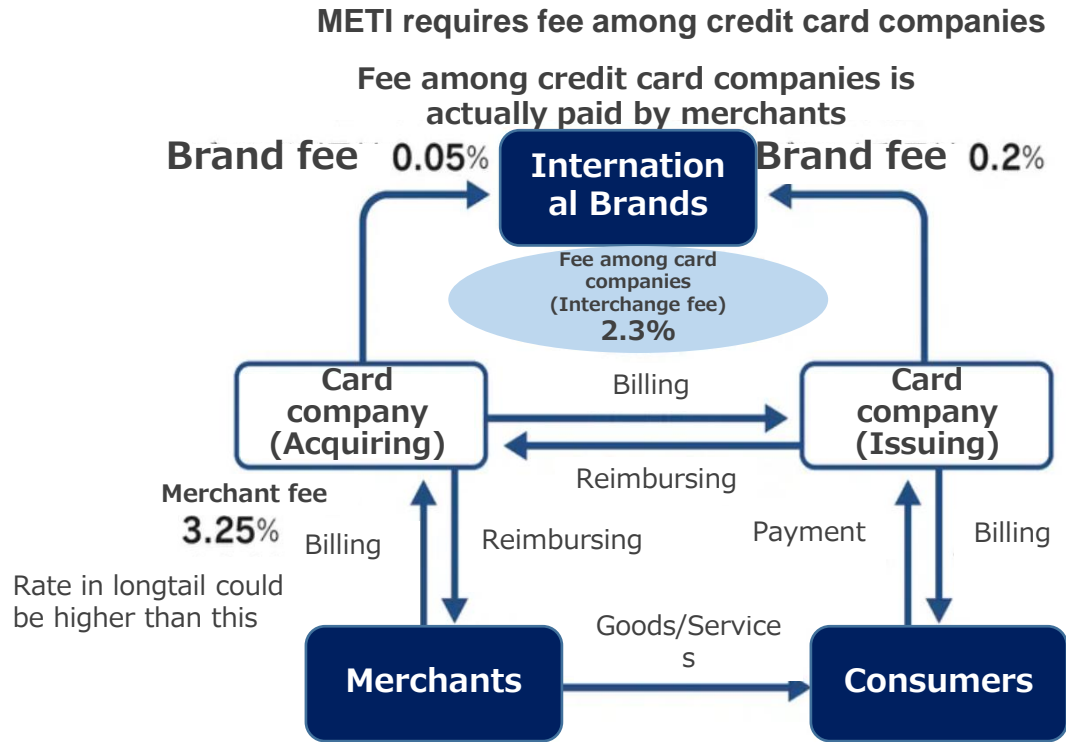 METI requires fee among credit card companies
Fee among credit card companies is
actually paid by merchants
Brand fee 0.05%
Internation
al Brands
Brand fee 0.2%
Fee among card
companies
(Interchange fee)
2.3%
Card
company
(Acquiring)
Billing
Card
company
(Issuing)
Reimbursing
Merchant fee
3.25%
Billing
Reimbursing
Payment
Billing
Rate in longtail could
be higher than this
Goods/Service
s
Merchants
Consumers